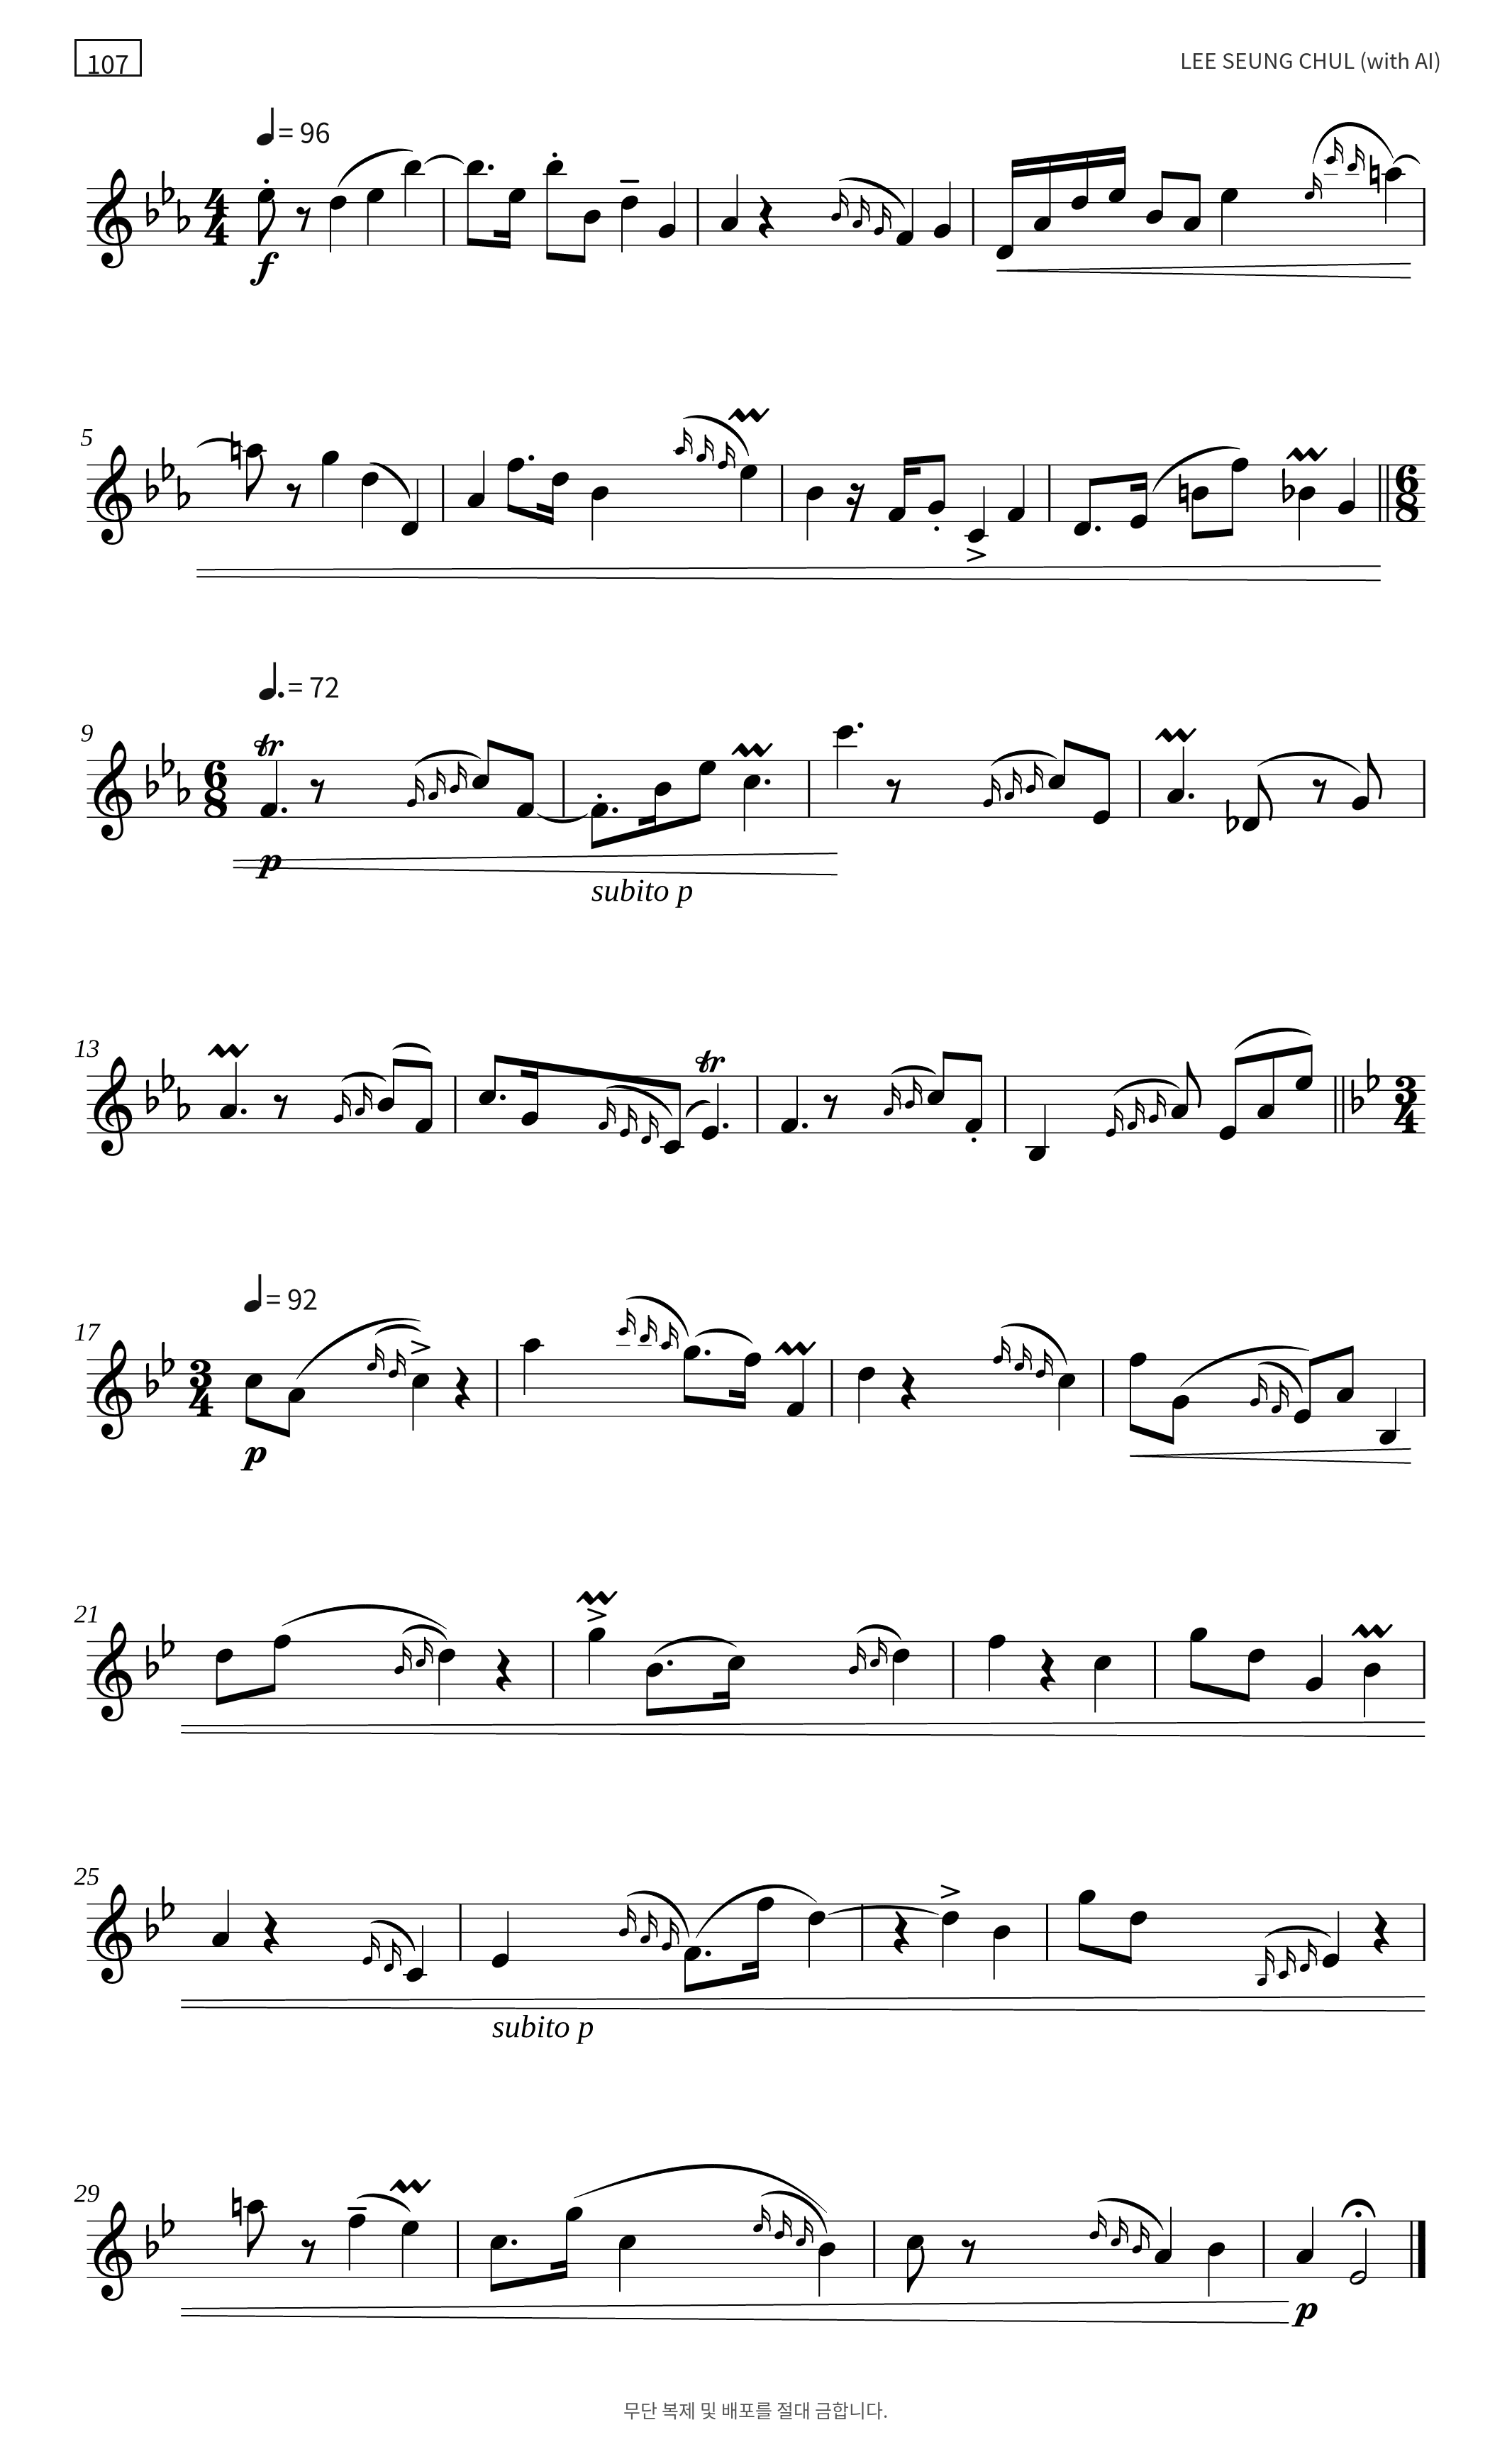 107
LEE SEUNG CHUL (with AI)
= 96
f
5
= 72
9
tr
p
subito p
13
tr
= 92
17
p
21
25
subito p
29
p
무단 복제 및 배포를 절대 금합니다.